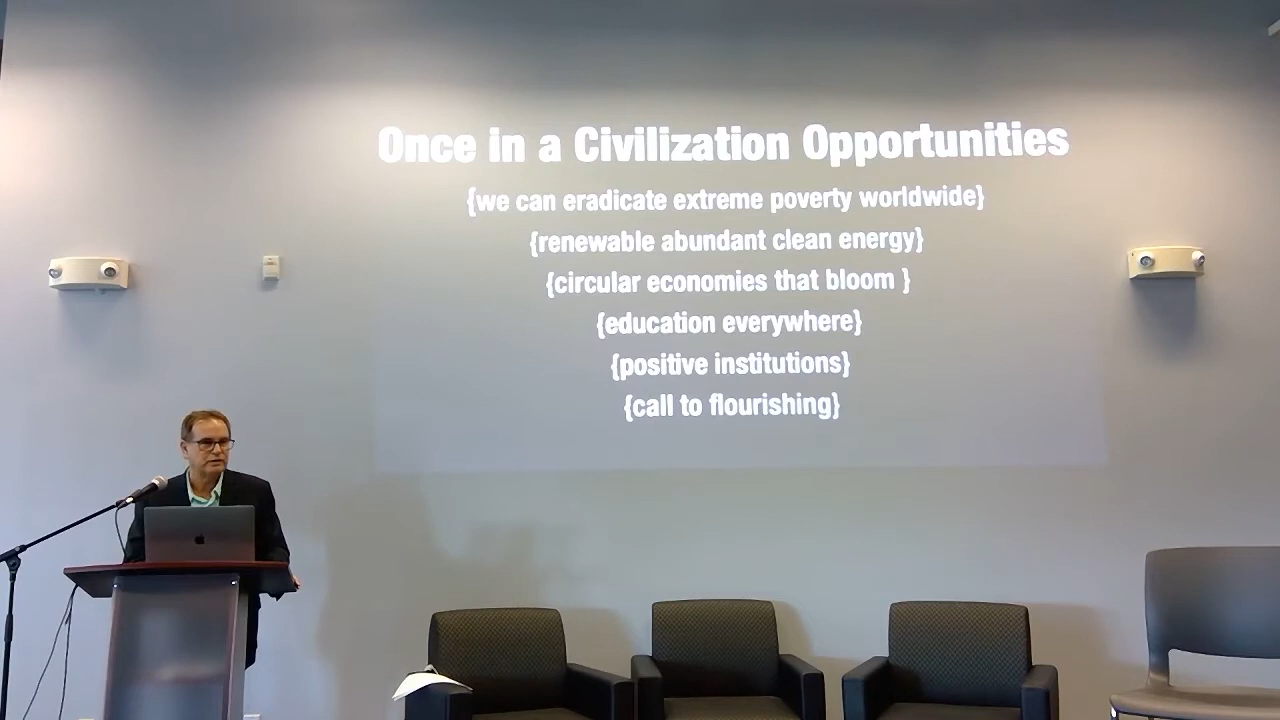 Once in a Civilization Opportunities
{we can eradicate extreme poverty worldwide}
{renewable abundant clean energy}
{circular economies that bloom }
{education everywhere}
{positive institutions}
{call to flourishing}